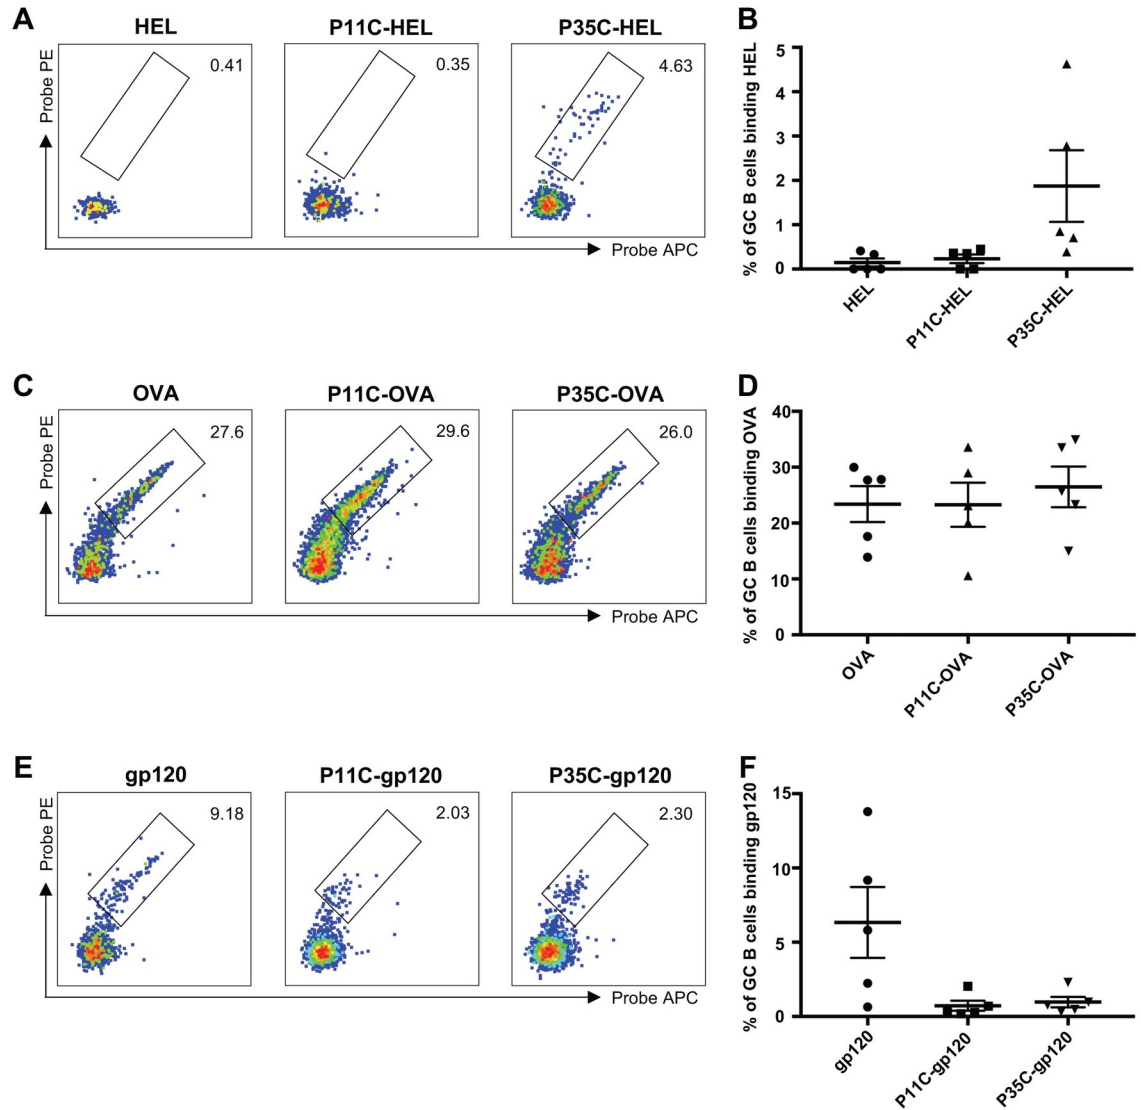 A
HEL
P11C-HEL
P35C-HEL
Probe PE
0.41
0.35
4.63
Probe APC
B
% of GC B cells binding HEL
5
4
3
2
1
0
HEL
P11C-HEL
P35C-HEL
C
OVA
P11C-OVA
P35C-OVA
Probe PE
27.6
29.6
26.0
Probe APC
D
% of GC B cells binding OVA
40
30
20
10
0
OVA
P11C-OVA
P35C-OVA
E
gp120
P11C-gp120
P35C-gp120
Probe PE
9.18
2.03
2.30
Probe APC
F
% of GC B cells binding gp120
15
10
5
0
gp120
P11C-gp120
P35C-gp120